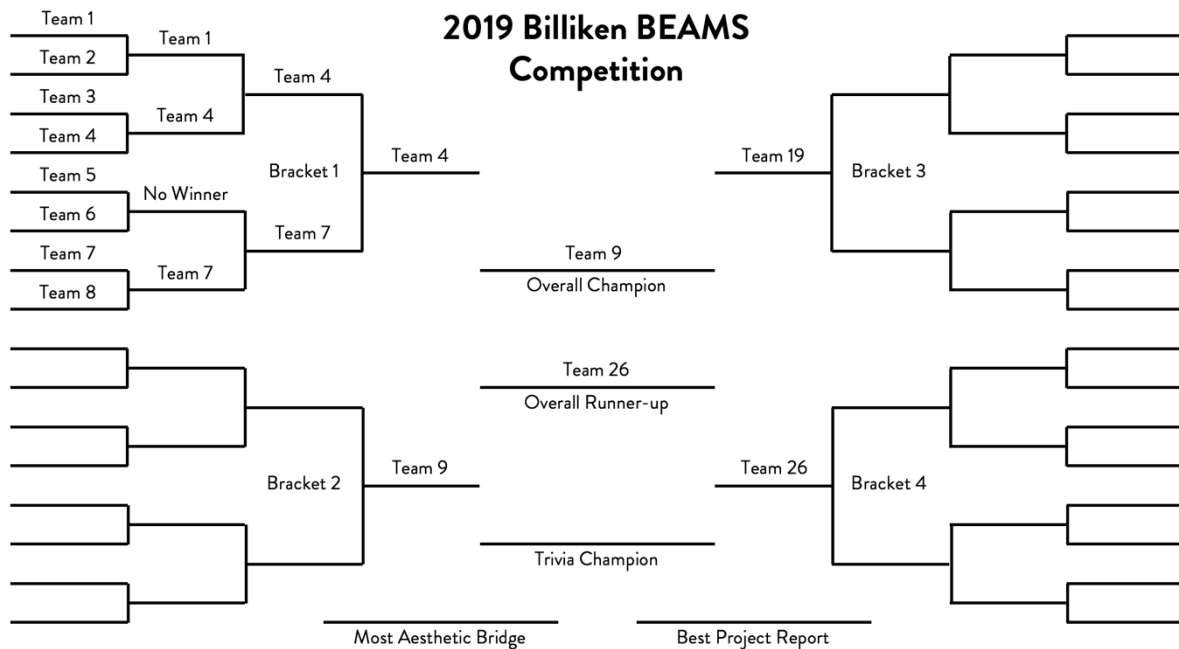 2019 Billiken BEAMS
Competition
Team 1
Team 2
Team 3
Team 4
Team 5
Team 6
Team 7
Team 8
Team 1
Team 4
No Winner
Team 7
Team 4
Team 7
Bracket 1
Team 4
Team 19
Bracket 3
Team 9
Overall Champion
Team 26
Overall Runner-up
Bracket 2
Team 9
Team 26
Bracket 4
Trivia Champion
Most Aesthetic Bridge
Best Project Report